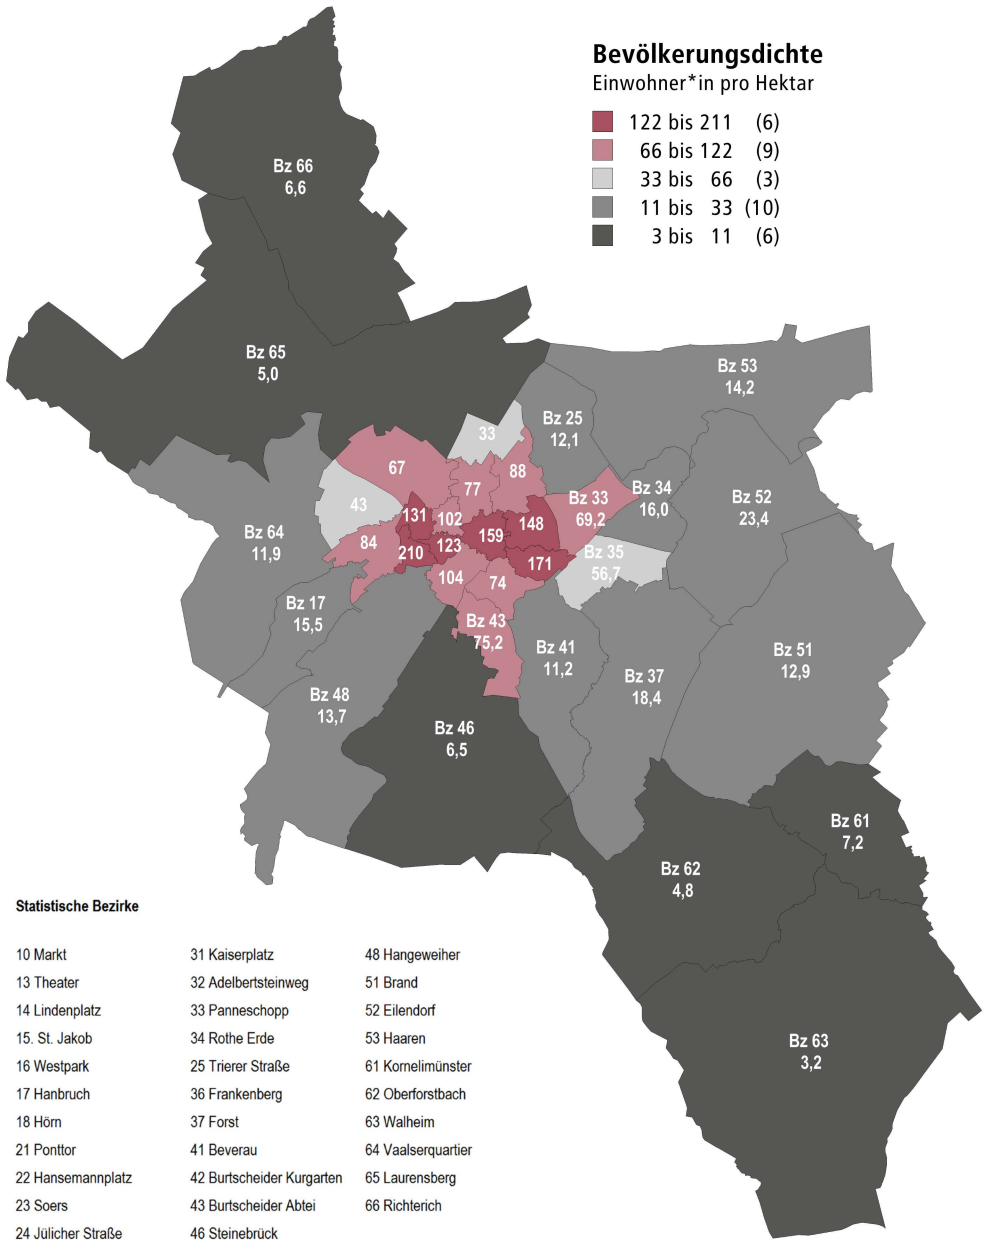 Bevölkerungsdichte
Einwohner*in pro Hektar
122 bis 211 (6)
66 bis 122 (9)
33 bis 66 (3)
11 bis 33 (10)
3 bis 11 (6)
Bz 66
6,6
Bz 65
5,0
Bz 53
14,2
Bz 25
12,1
33
67
88
77
Bz 34
16,0
Bz 33
69,2
Bz 52
23,4
43
131
102
148
159
Bz 64
11,9
84
210
123
171
Bz 35
56,7
104
74
Bz 17
15,5
Bz 43
75,2
Bz 41
11,2
Bz 51
12,9
Bz 37
18,4
Bz 48
13,7
Bz 46
6,5
Bz 61
7,2
Bz 62
4,8
Bz 63
3,2
Statistische Bezirke
10 Markt
13 Theater
14 Lindenplatz
15. St. Jakob
16 Westpark
17 Hanbruch
18 Hörn
21 Ponttor
22 Hansemannplatz
23 Soers
24 Jülicher Straße
31 Kaiserplatz
32 Adelbertsteinweg
33 Panneschopp
34 Rothe Erde
25 Trierer Straße
36 Frankenberg
37 Forst
41 Beverau
42 Burtscheider Kurgarten
43 Burtscheider Abtei
46 Steinebrück
48 Hangeweiher
51 Brand
52 Eilendorf
53 Haaren
61 Kornelimünster
62 Oberforstbach
63 Walheim
64 Vaalserquartier
65 Laurensberg
66 Richterich